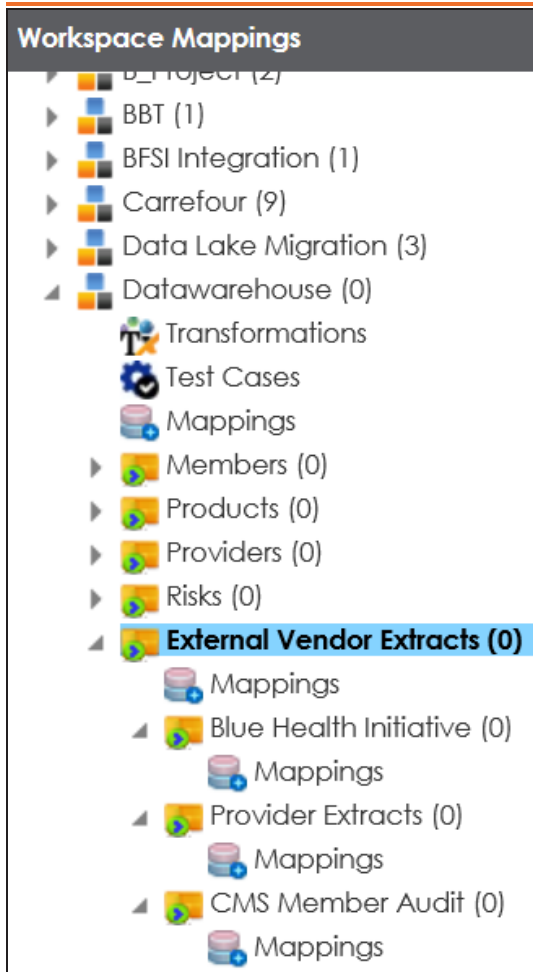 Workspace Mappings
B_Project (2)
BBT (1)
BFSI Integration (1)
Carrefour (9)
Data Lake Migration (3)
Datawarehouse (0)
Transformations
Test Cases
Mappings
Members (0)
Products (0)
Providers (0)
Risks (0)
External Vendor Extracts (0)
Mappings
Blue Health Initiative (0)
Mappings
Provider Extracts (0)
Mappings
CMS Member Audit (0)
Mappings